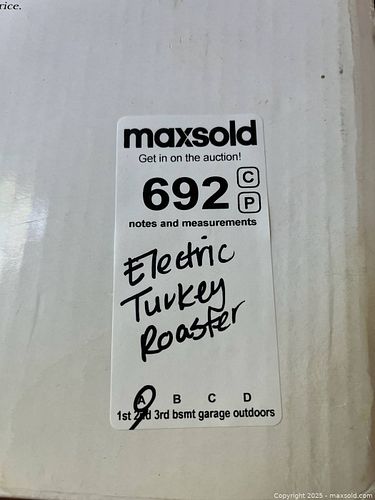 rice.
maxsold
Get in on the auction!
692 C
P
notes and measurements
Electric
Turkey
Roaster
A B C D
1st 2nd 3rd bsmt garage outdoors
Copyright 2025 - maxsold.com